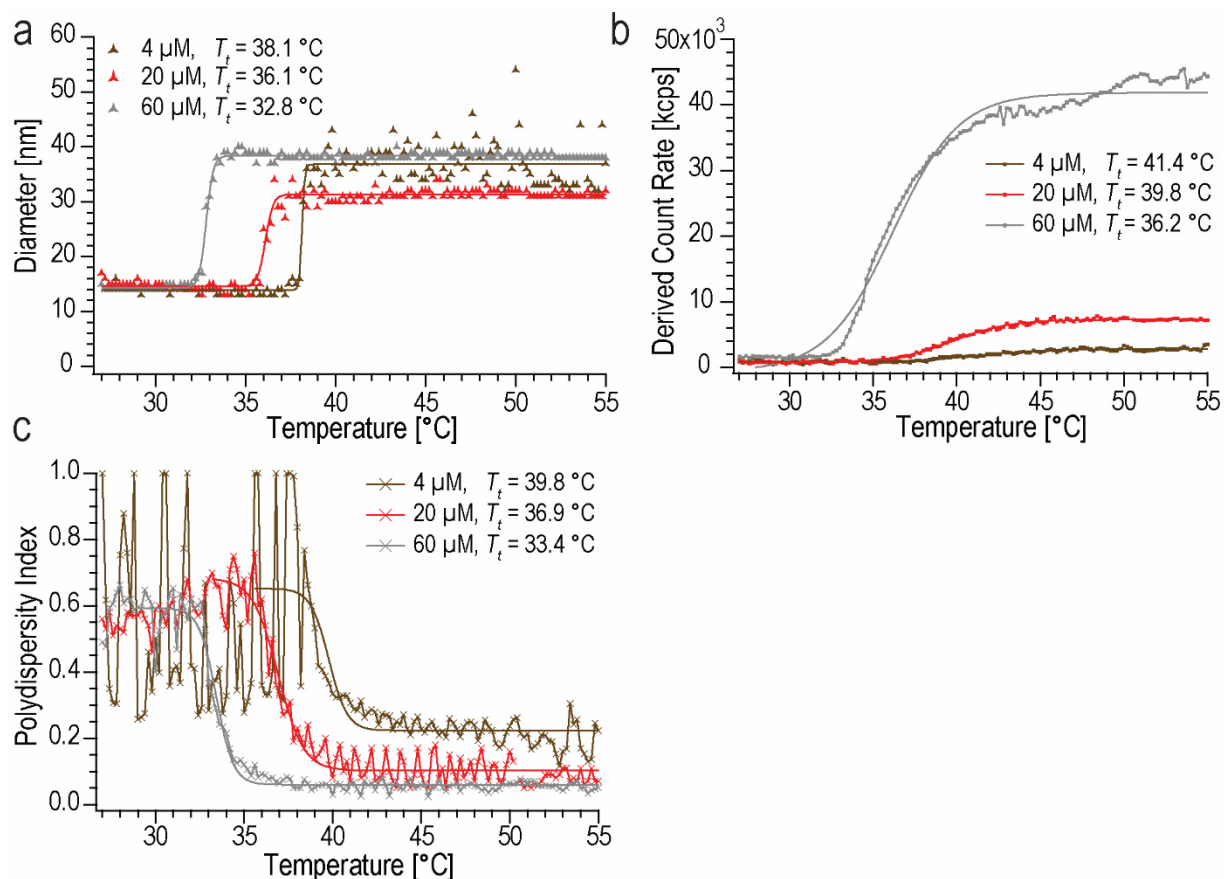 a
60
50
40
30
20
10
0
Diameter [nm]
4 µM, Tt = 38.1 °C
20 µM, Tt = 36.1 °C
60 µM, Tt = 32.8 °C
30 35 40 45 50 55
Temperature [°C]
b
50x10³
40
30
20
10
0
Derived Count Rate [kcps]
4 µM, Tt = 41.4 °C
20 µM, Tt = 39.8 °C
60 µM, Tt = 36.2 °C
30 35 40 45 50 55
Temperature [°C]
c
1.0
0.8
0.6
0.4
0.2
0.0
Polydispersity Index
4 µM, Tt = 39.8 °C
20 µM, Tt = 36.9 °C
60 µM, Tt = 33.4 °C
30 35 40 45 50 55
Temperature [°C]